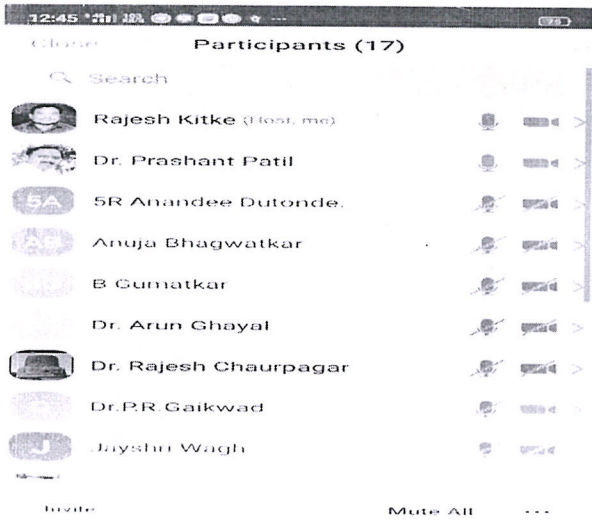 12:45
Close Participants (17)
Search
Rajesh Kitke (Host, me)
Dr. Prashant Patil
5A 5R Anandee Dutonde.
AB Anuja Bhagwatkar
B Gumatkar
Dr. Arun Ghayal
Dr. Rajesh Chaurpagar
Dr.P.R.Gaikwad
J Jayshri Wagh
Invite Mute All ...